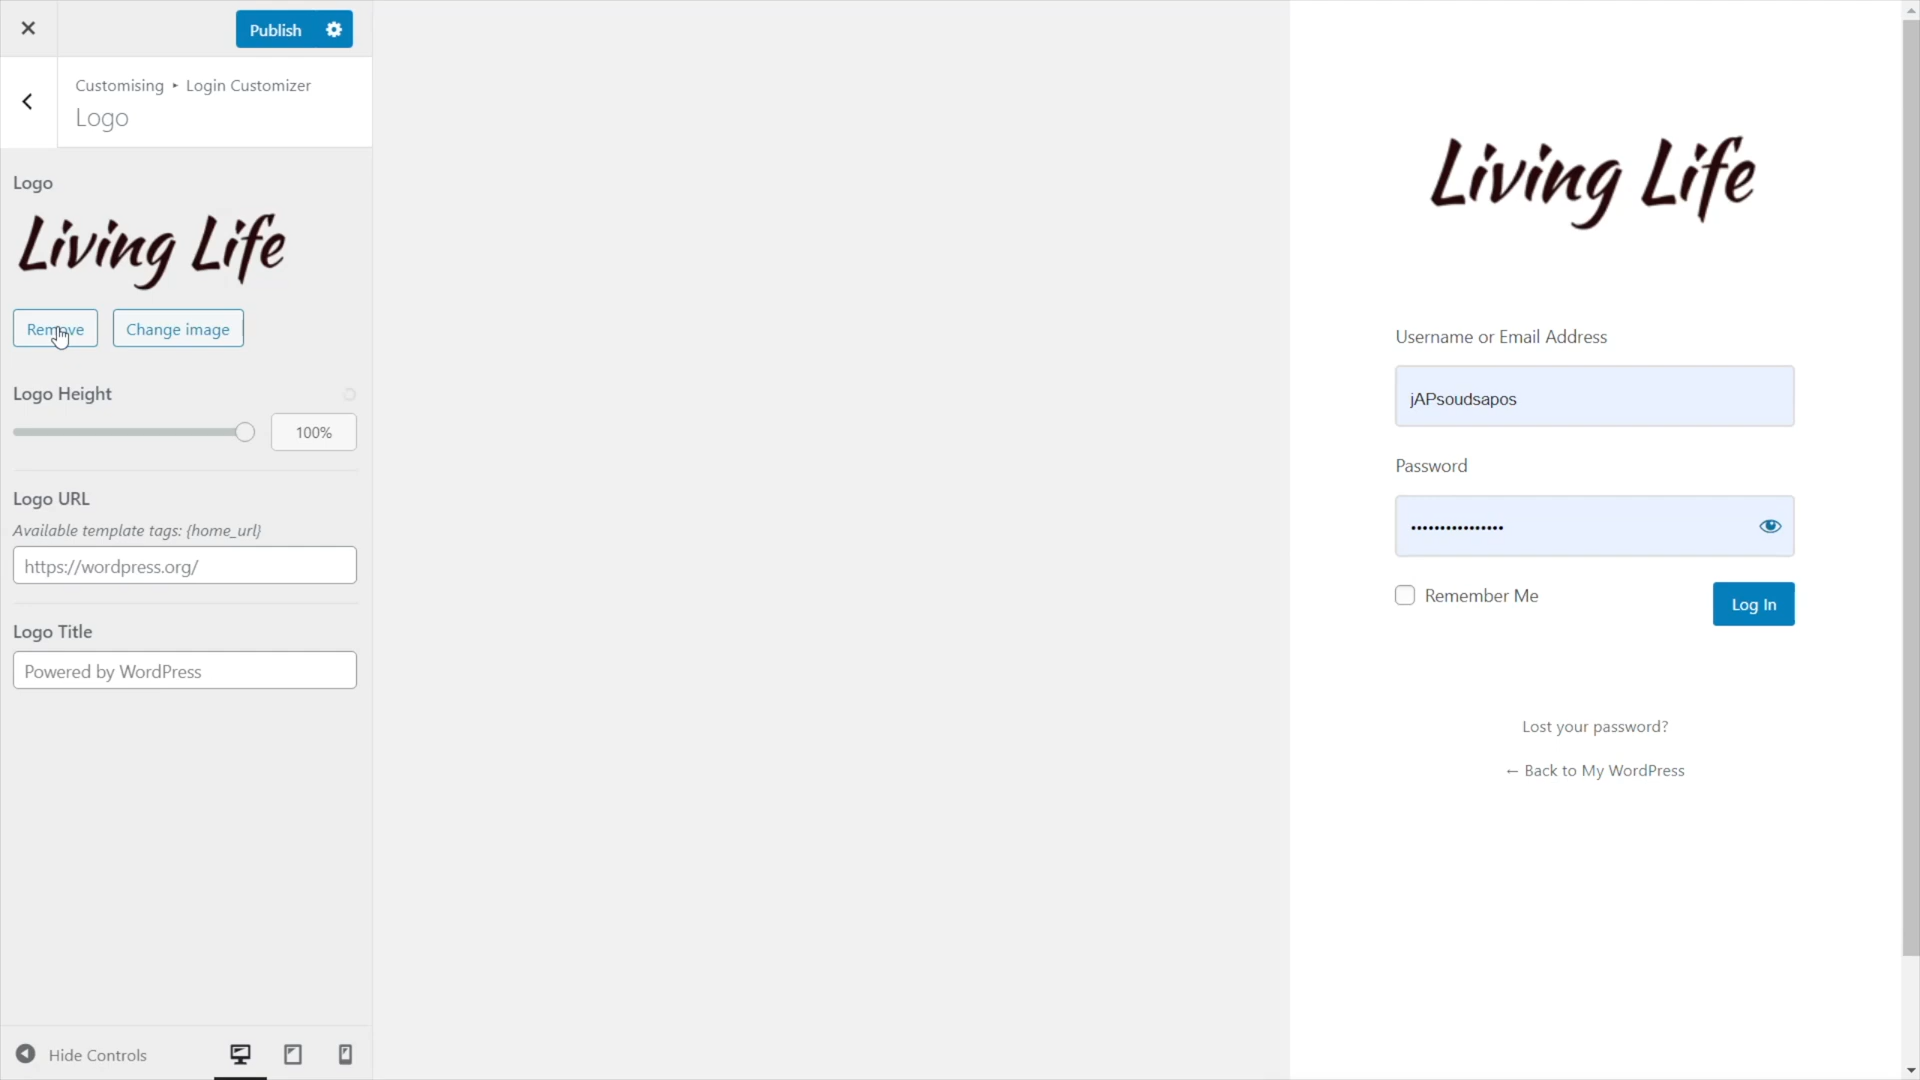 Publish
Customising ▸ Login Customizer
Logo
Logo
Living Life
Remove
Change image
Logo Height
100%
Logo URL
Available template tags: {home_url}
https://wordpress.org/
Logo Title
Powered by WordPress
Hide Controls
Living Life
Username or Email Address
jAPsoudsapos
Password
••••••••••••••••
Remember Me
Log In
Lost your password?
← Back to My WordPress